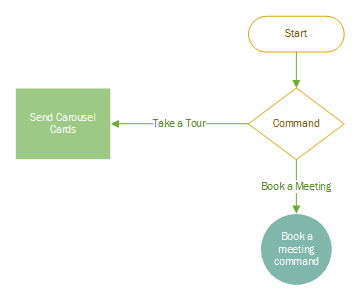 Start
Send Carousel
Cards
Take a Tour
Command
Book a Meeting
Book a
meeting
command